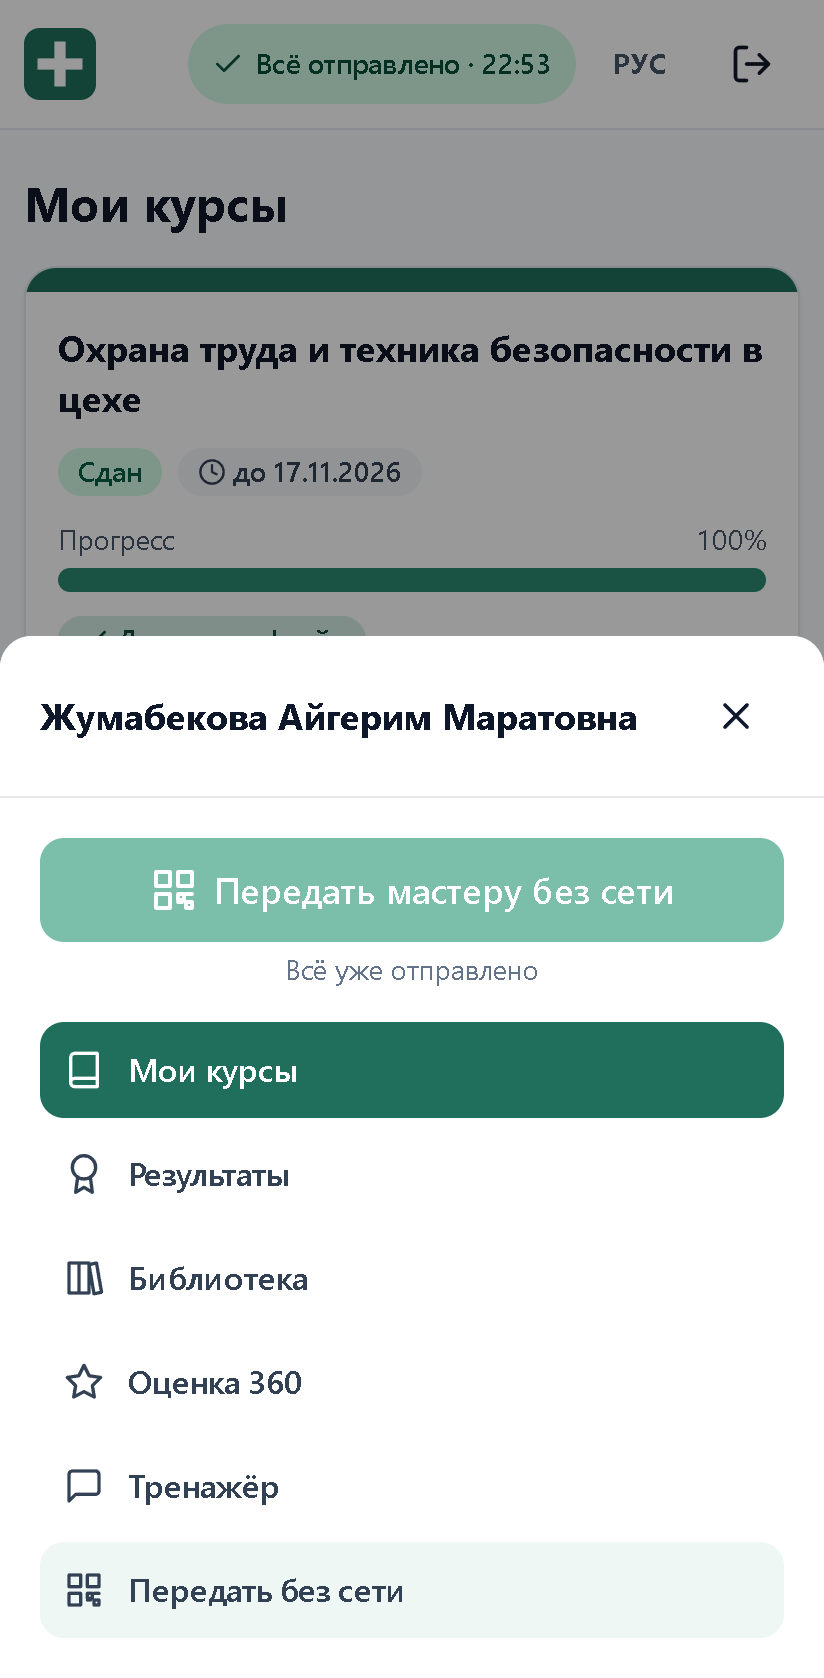 Всё отправлено · 22:53
РУС
Мои курсы
Охрана труда и техника безопасности в
цехе
Сдан
до 17.11.2026
Прогресс
100%
Жумабекова Айгерим Маратовна
Передать мастеру без сети
Всё уже отправлено
Мои курсы
Результаты
Библиотека
Оценка 360
Тренажёр
Передать без сети